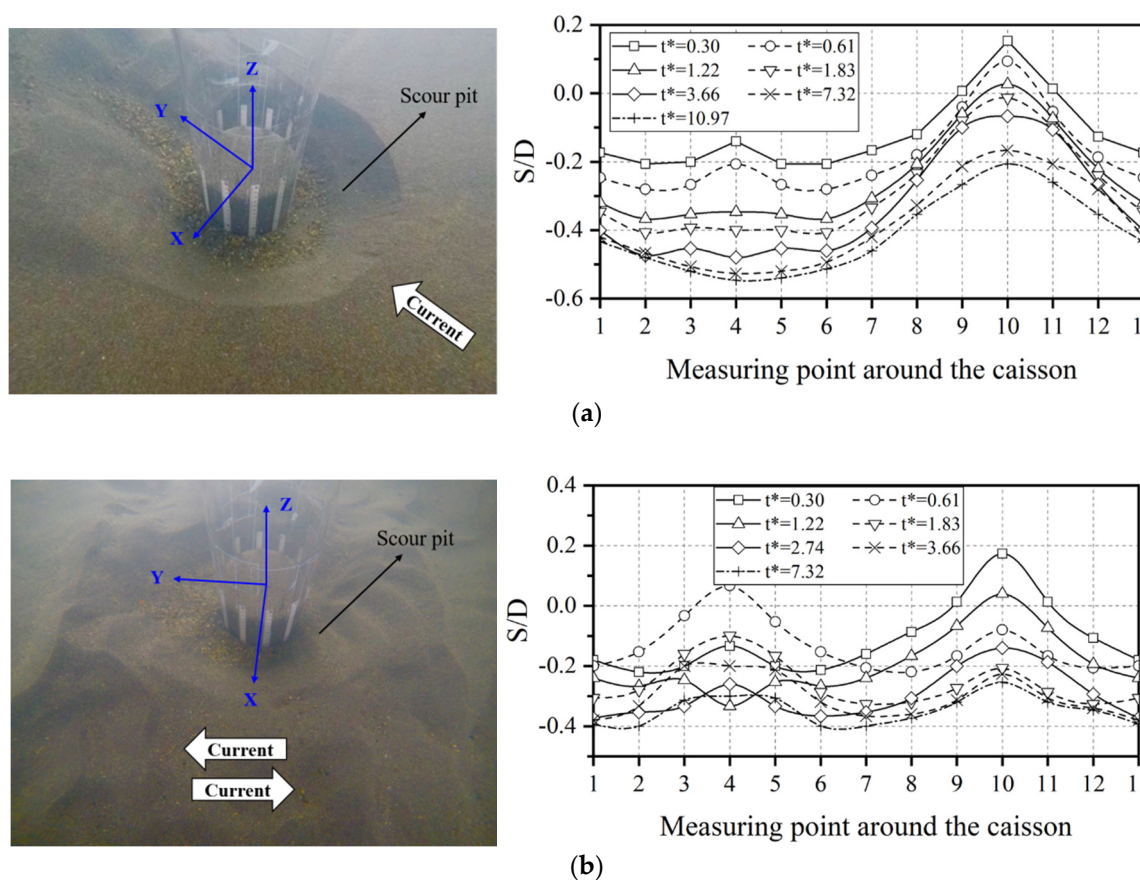 Z
Y
X
Scour pit
Current
0.2
0.0
-0.2
-0.4
-0.6
S/D
t*=0.30
t*=0.61
t*=1.22
t*=1.83
t*=3.66
t*=7.32
t*=10.97
1 2 3 4 5 6 7 8 9 10 11 12 1
Measuring point around the caisson
(a)
Z
Y
X
Scour pit
Current
Current
0.4
0.2
0.0
-0.2
-0.4
S/D
t*=0.30
t*=0.61
t*=1.22
t*=1.83
t*=2.74
t*=3.66
t*=7.32
1 2 3 4 5 6 7 8 9 10 11 12 1
Measuring point around the caisson
(b)